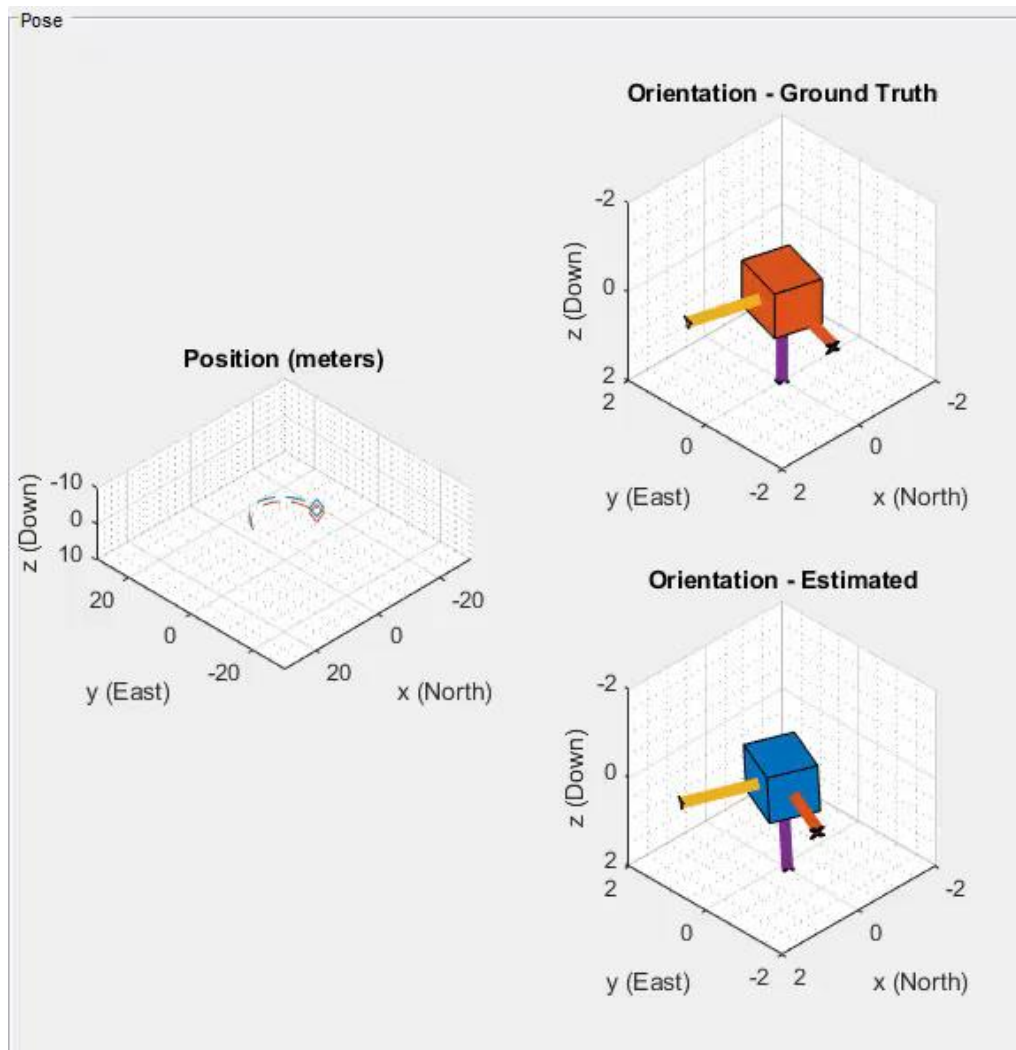 Pose
Orientation - Ground Truth
-2
0
2
z (Down)
2
0
-2
y (East)
2
0
-2
x (North)
Position (meters)
-10
0
10
z (Down)
20
0
-20
y (East)
20
0
-20
x (North)
Orientation - Estimated
-2
0
2
z (Down)
2
0
-2
y (East)
2
0
-2
x (North)